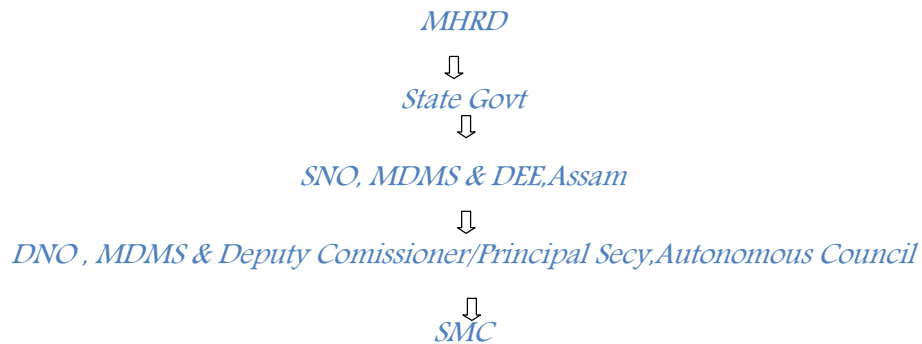 MHRD
State Govt
SNO, MDMS & DEE,Assam
DNO , MDMS & Deputy Comissioner/Principal Secy,Autonomous Council
SMC